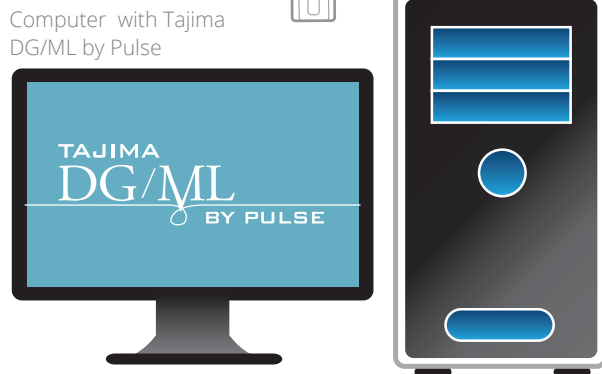 Computer with Tajima
DG/ML by Pulse
TAJIMA
DG/ML
BY PULSE